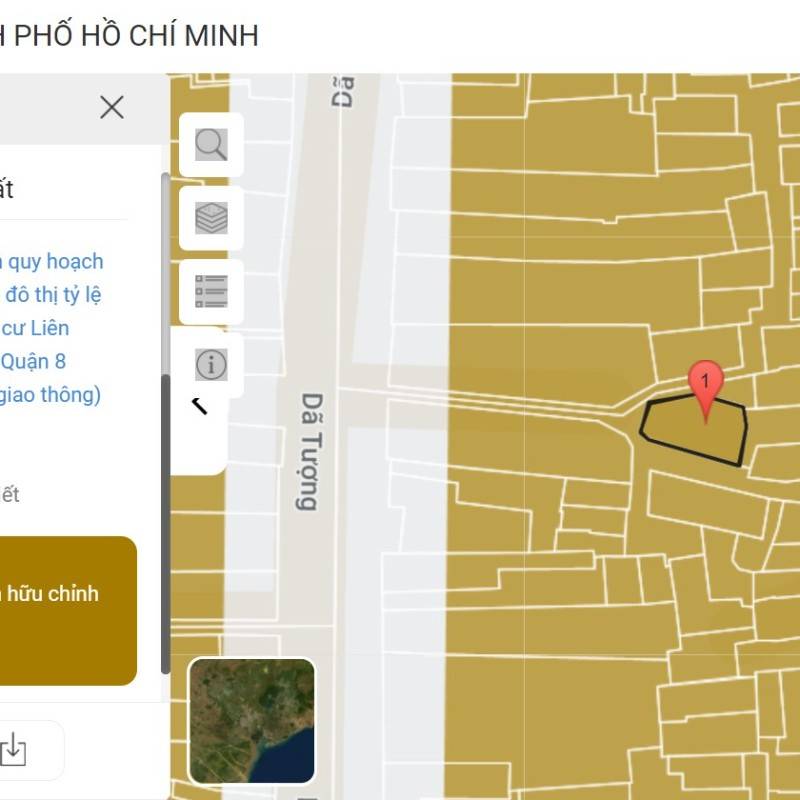 H PHỐ HỒ CHÍ MINH
ất
n quy hoạch
đô thị tỷ lệ
cư Liên
Quận 8
giao thông)
iết
n hữu chỉnh
Dã
Dã Tượng
1